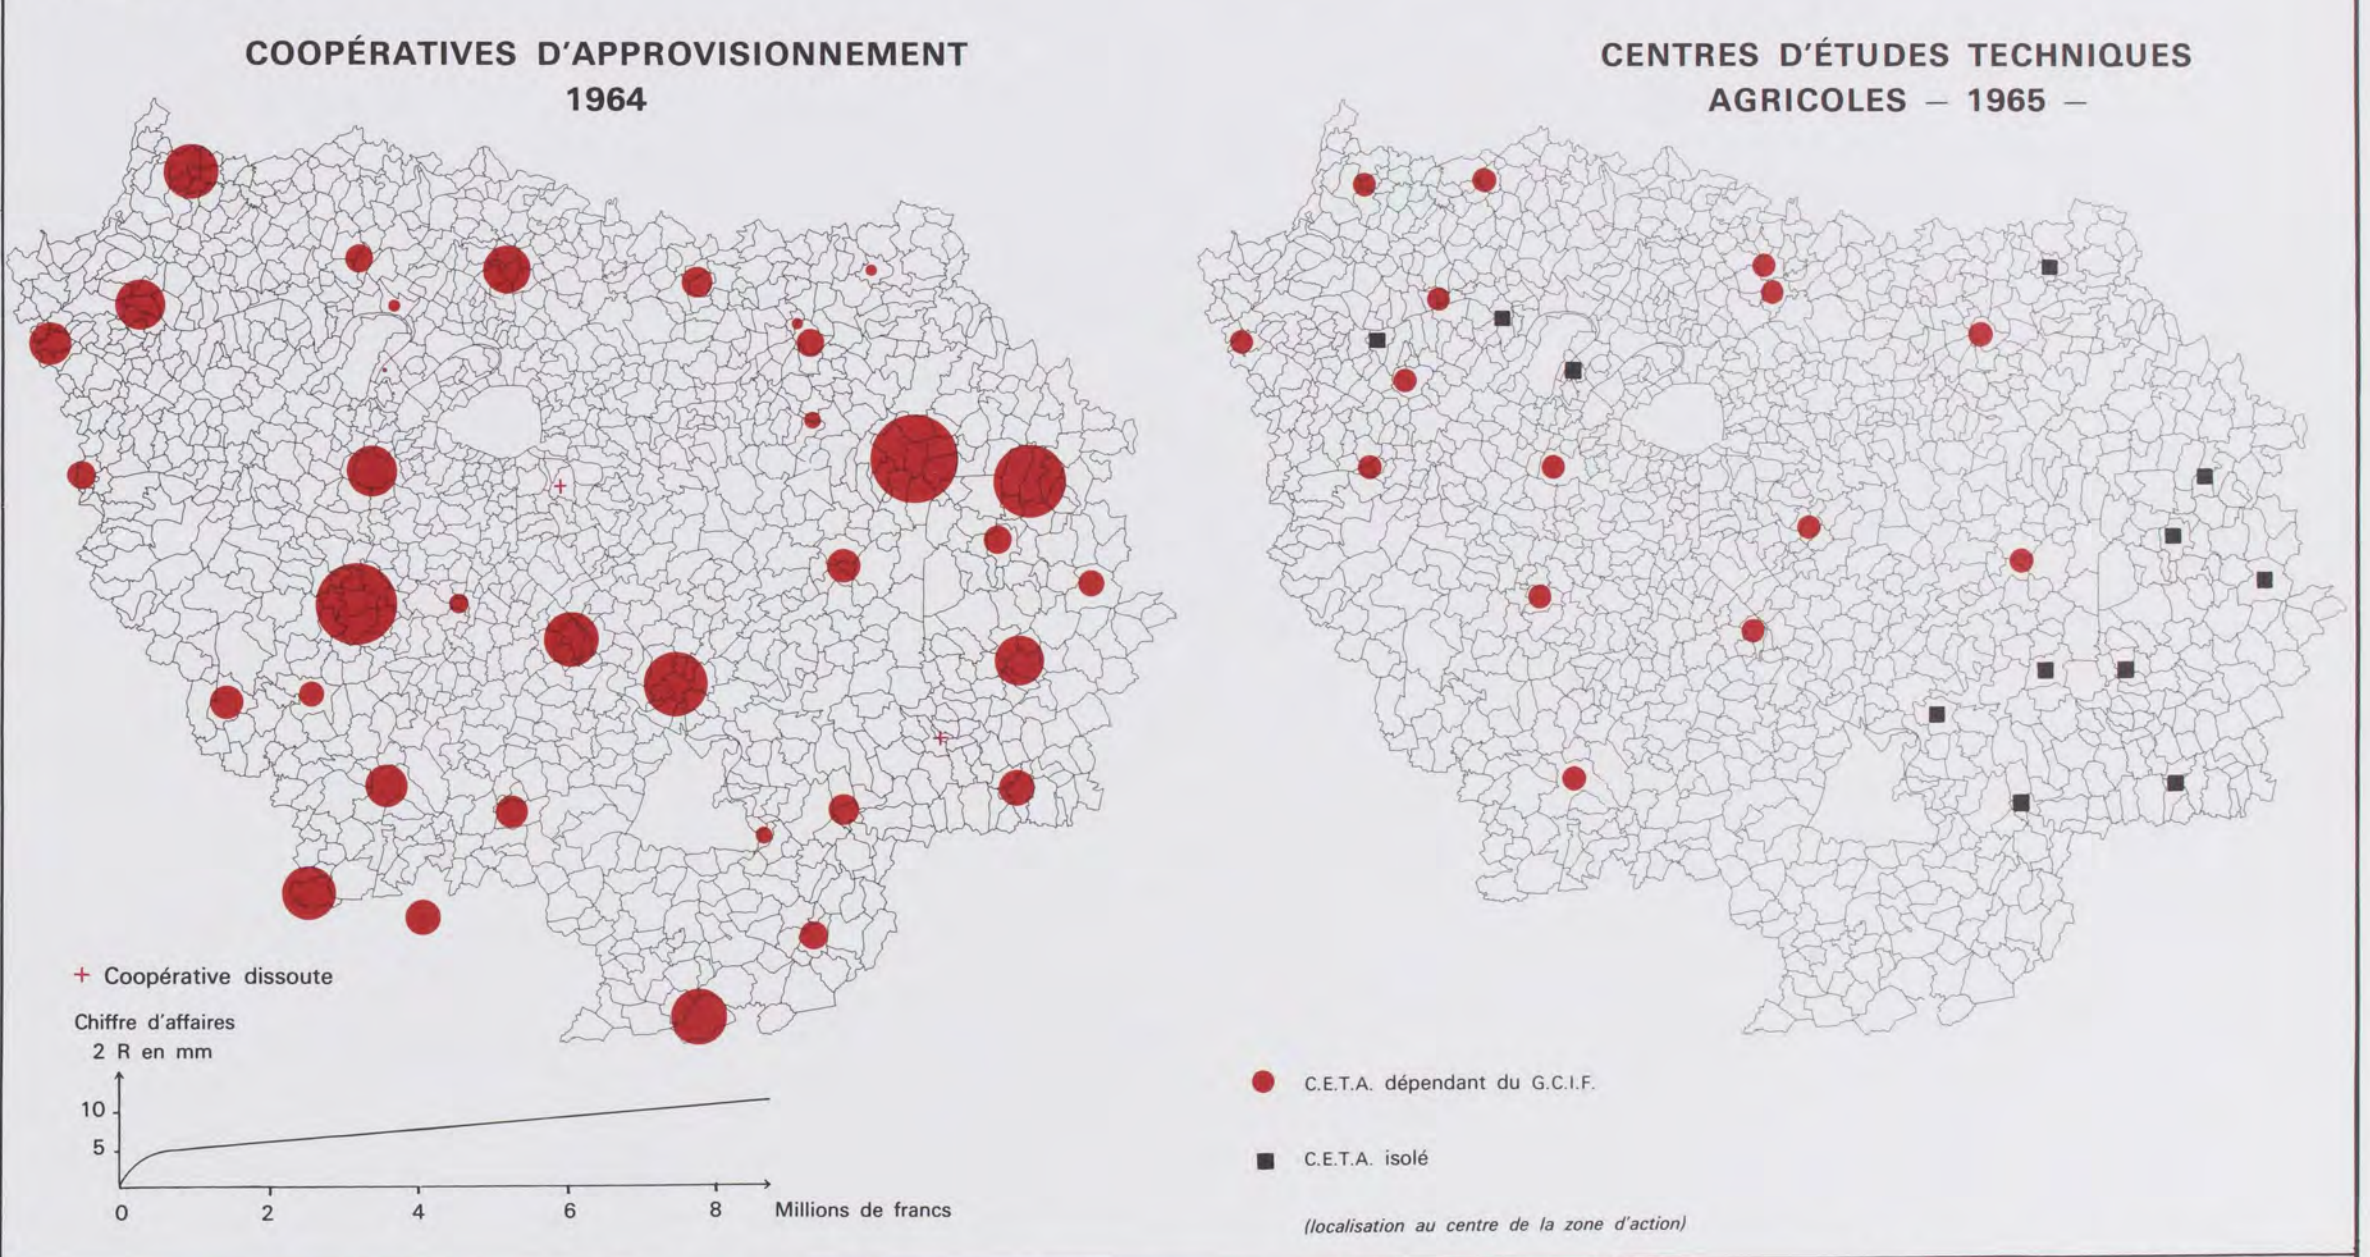 COOPÉRATIVES D'APPROVISIONNEMENT
1964
+ Coopérative dissoute
Chiffre d'affaires
2 R en mm
10
5
0 2 4 6 8 Millions de francs
CENTRES D'ÉTUDES TECHNIQUES
AGRICOLES — 1965 —
C.E.T.A. dépendant du G.C.I.F.
C.E.T.A. isolé
(localisation au centre de la zone d'action)